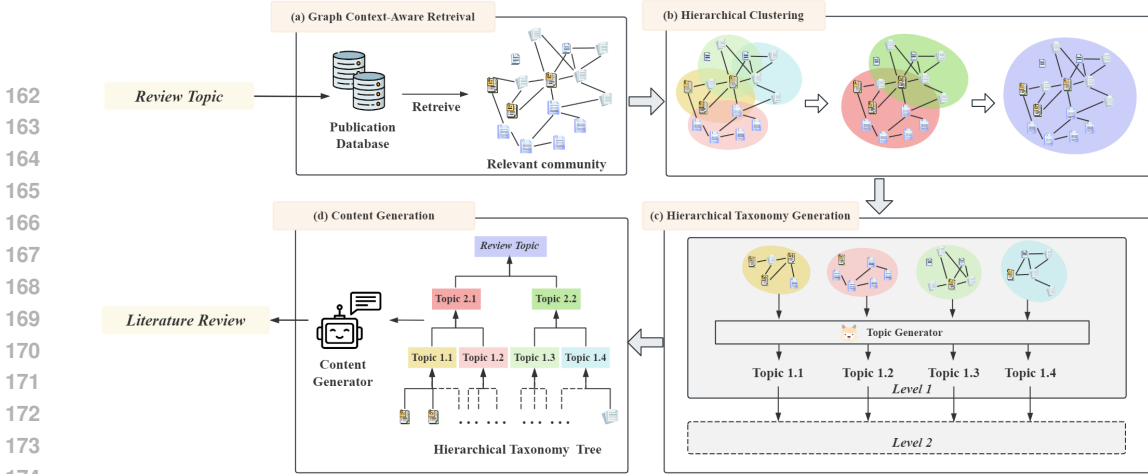 (a) Graph Context-Aware Retreival
Review Topic
Publication
Database
Retreive
Relevant community
(b) Hierarchical Clustering
(c) Hierarchical Taxonomy Generation
Topic Generator
Topic 1.1
Topic 1.2
Topic 1.3
Topic 1.4
Level 1
Level 2
(d) Content Generation
Review Topic
Topic 2.1
Topic 2.2
Topic 1.1
Topic 1.2
Topic 1.3
Topic 1.4
Hierarchical Taxonomy Tree
Content
Generator
Literature Review
162
163
164
165
166
167
168
169
170
171
172
173